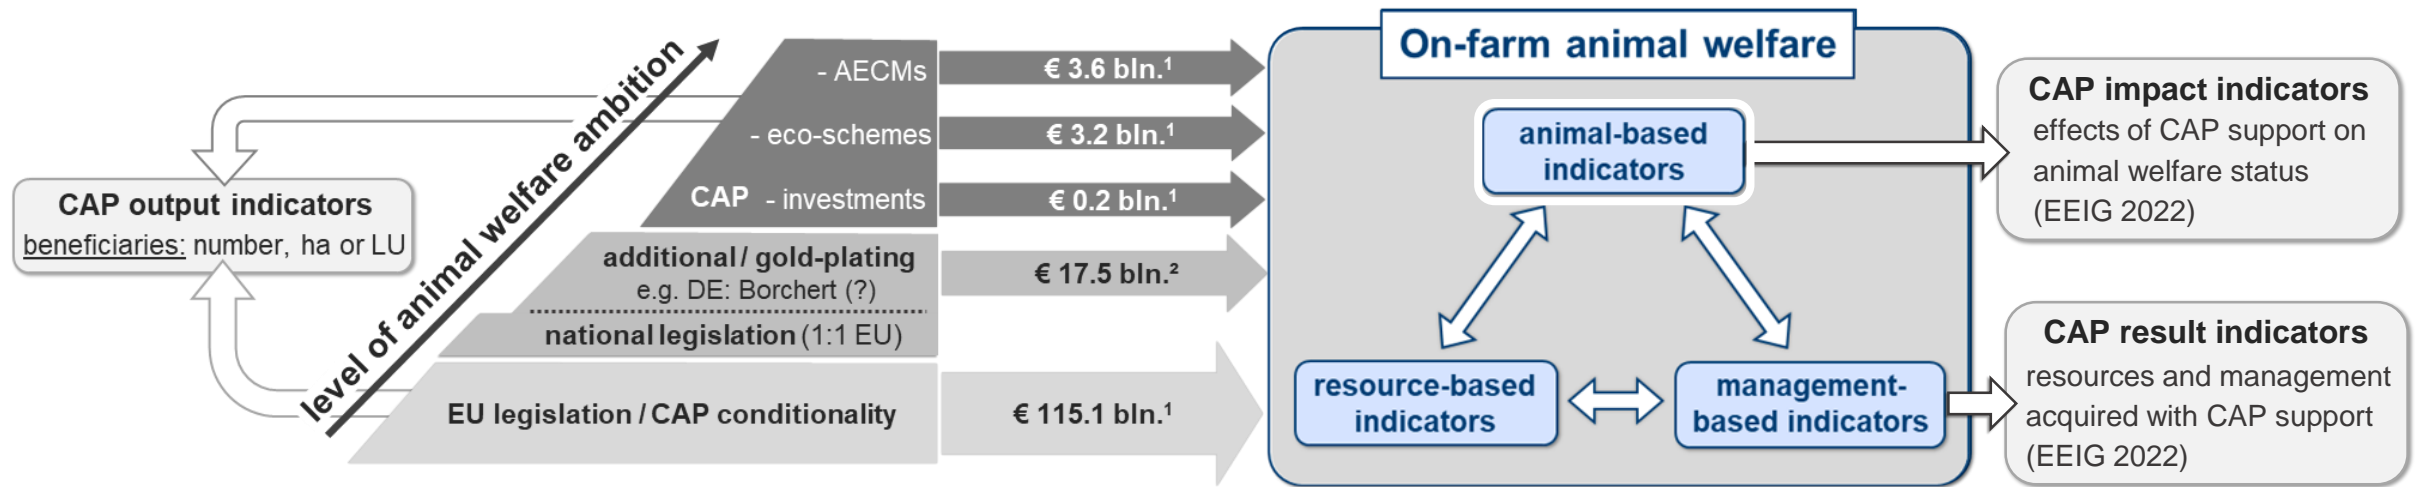 level of animal welfare ambition
CAP output indicators
beneficiaries: number, ha or LU
- AECMs
- eco-schemes
CAP - investments
additional / gold-plating
e.g. DE: Borchert (?)
national legislation (1:1 EU)
EU legislation / CAP conditionality
€ 3.6 bln.¹
€ 3.2 bln.¹
€ 0.2 bln.¹
€ 17.5 bln.²
€ 115.1 bln.¹
On-farm animal welfare
animal-based
indicators
resource-based
indicators
management-
based indicators
CAP impact indicators
effects of CAP support on
animal welfare status
(EEIG 2022)
CAP result indicators
resources and management
acquired with CAP support
(EEIG 2022)